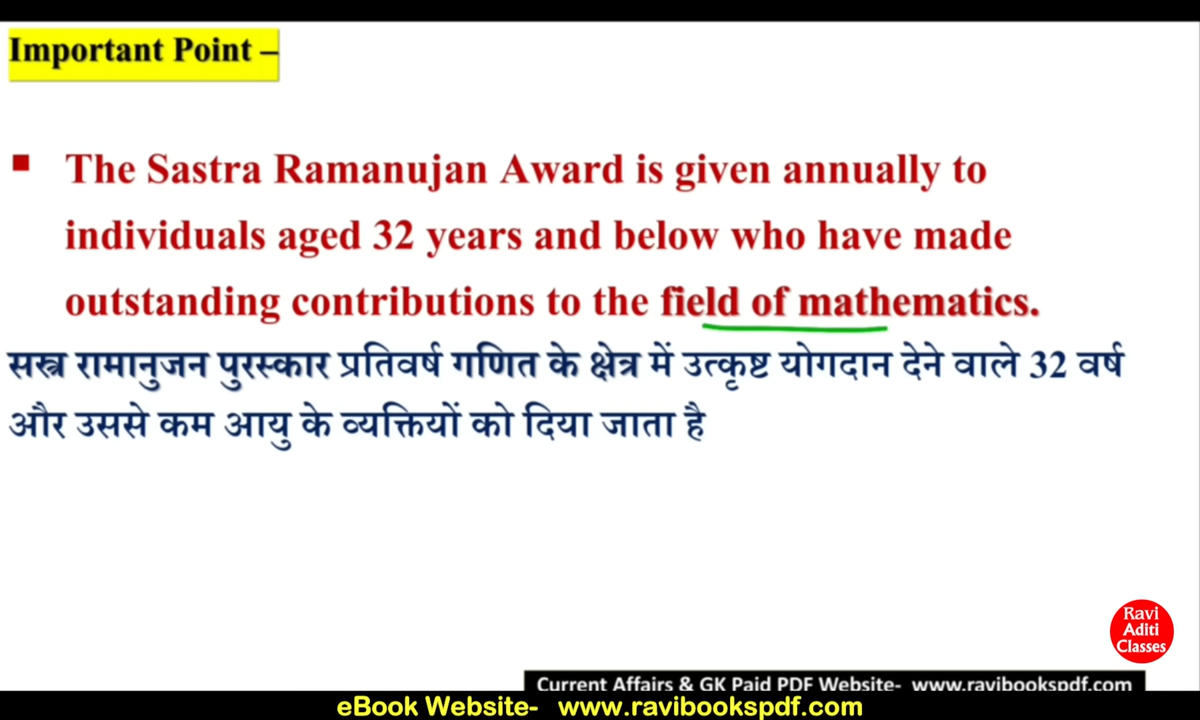 Important Point –
▪ The Sastra Ramanujan Award is given annually to
individuals aged 32 years and below who have made
outstanding contributions to the field of mathematics.
सस्त्र रामानुजन पुरस्कार प्रतिवर्ष गणित के क्षेत्र में उत्कृष्ट योगदान देने वाले 32 वर्ष
और उससे कम आयु के व्यक्तियों को दिया जाता है
Ravi
Aditi
Classes
Current Affairs & GK Paid PDF Website- www.ravibookspdf.com
eBook Website- www.ravibookspdf.com